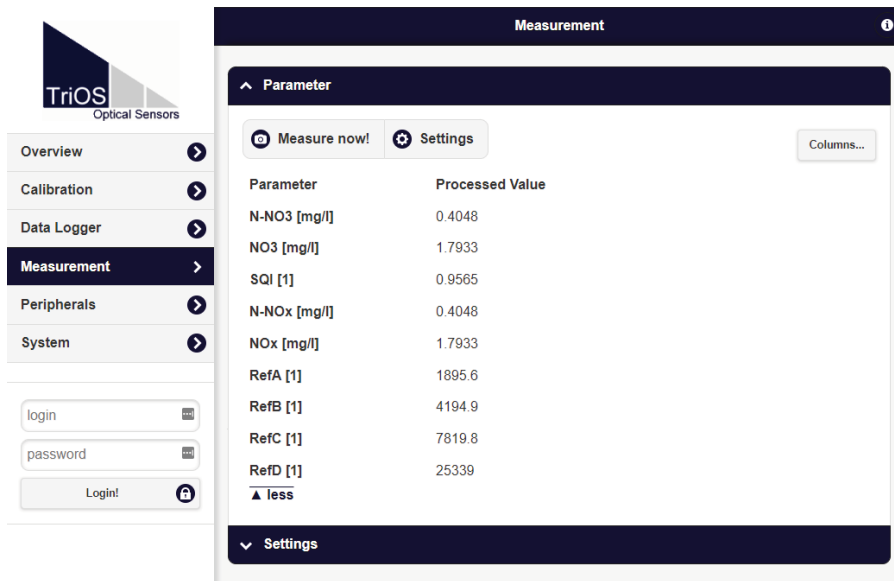 TriOS
Optical Sensors
Overview
Calibration
Data Logger
Measurement
Peripherals
System
login
password
Login!
Measurement
Parameter
Measure now! Settings
Columns...
Parameter Processed Value
N-NO3 [mg/l] 0.4048
NO3 [mg/l] 1.7933
SQI [1] 0.9565
N-NOx [mg/l] 0.4048
NOx [mg/l] 1.7933
RefA [1] 1895.6
RefB [1] 4194.9
RefC [1] 7819.8
RefD [1] 25339
▲ less
Settings